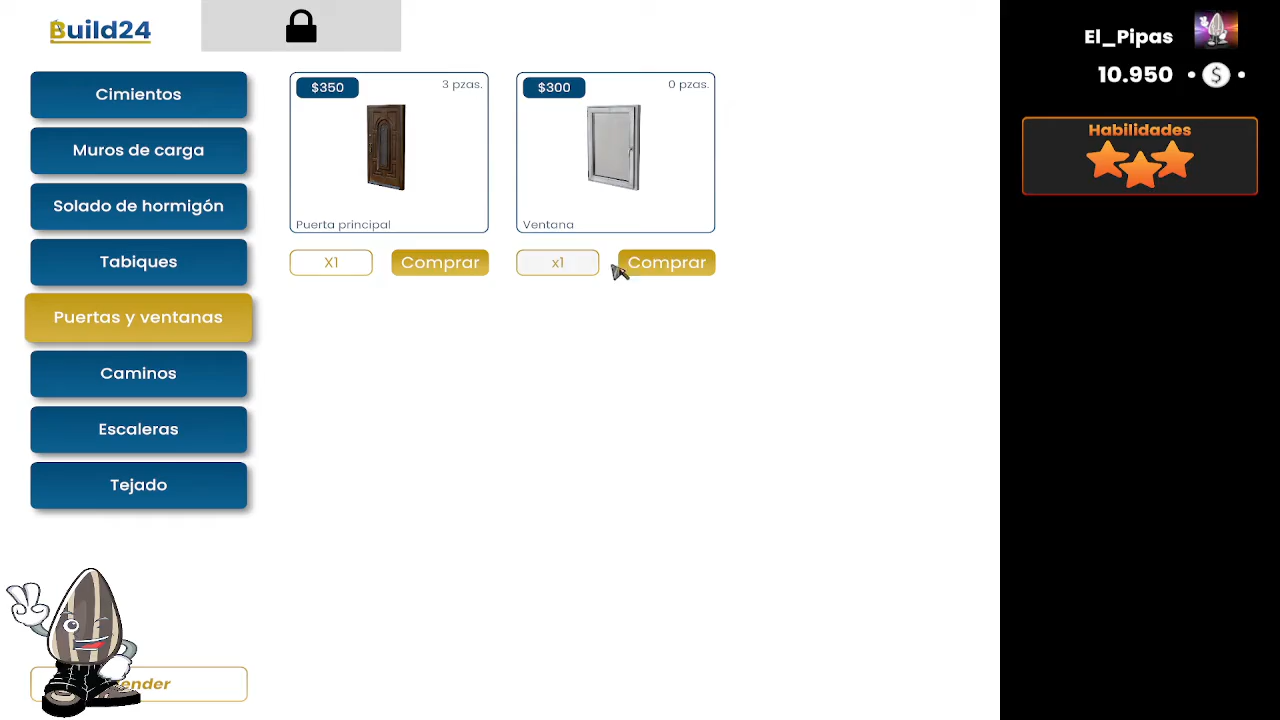 Build24
Cimientos
Muros de carga
Solado de hormigón
Tabiques
Puertas y ventanas
Caminos
Escaleras
Tejado
$350
3 pzas.
Puerta principal
X1
Comprar
$300
0 pzas.
Ventana
x1
Comprar
El_Pipas
10.950
$
Habilidades